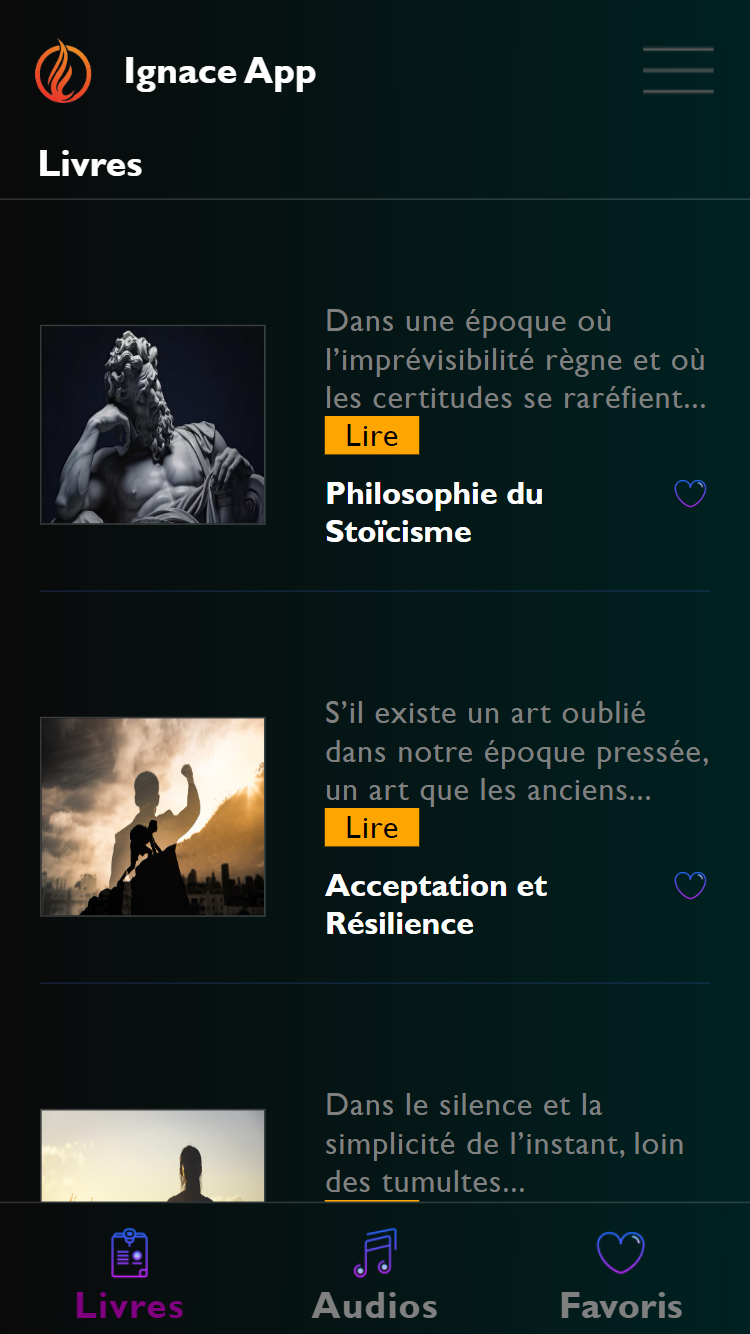 Ignace App
Livres
Dans une époque où
l’imprévisibilité règne et où
les certitudes se raréfient...
Lire
Philosophie du
Stoïcisme
S’il existe un art oublié
dans notre époque pressée,
un art que les anciens...
Lire
Acceptation et
Résilience
Dans le silence et la
simplicité de l’instant, loin
des tumultes...
Livres
Audios
Favoris